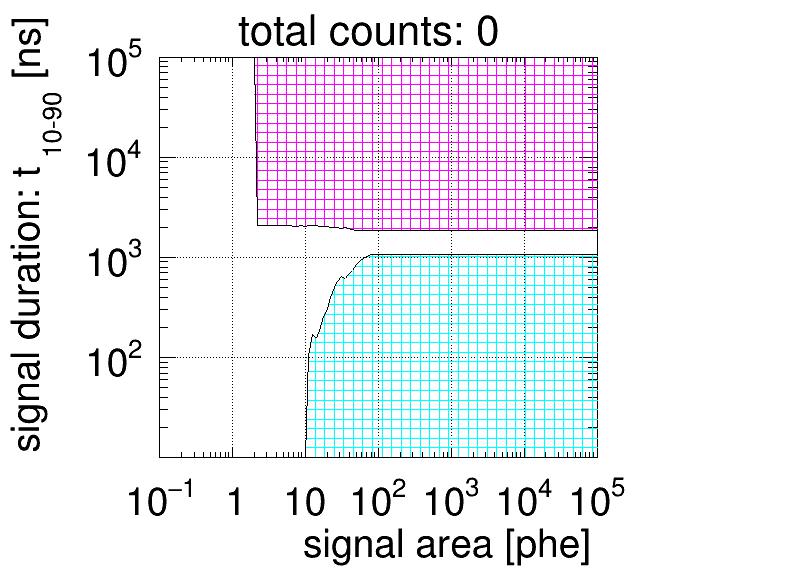 total counts: 0
signal duration: t 10-90 [ns]
10^5
10^4
10^3
10^2
10^−1 1 10 10^2 10^3 10^4 10^5
signal area [phe]